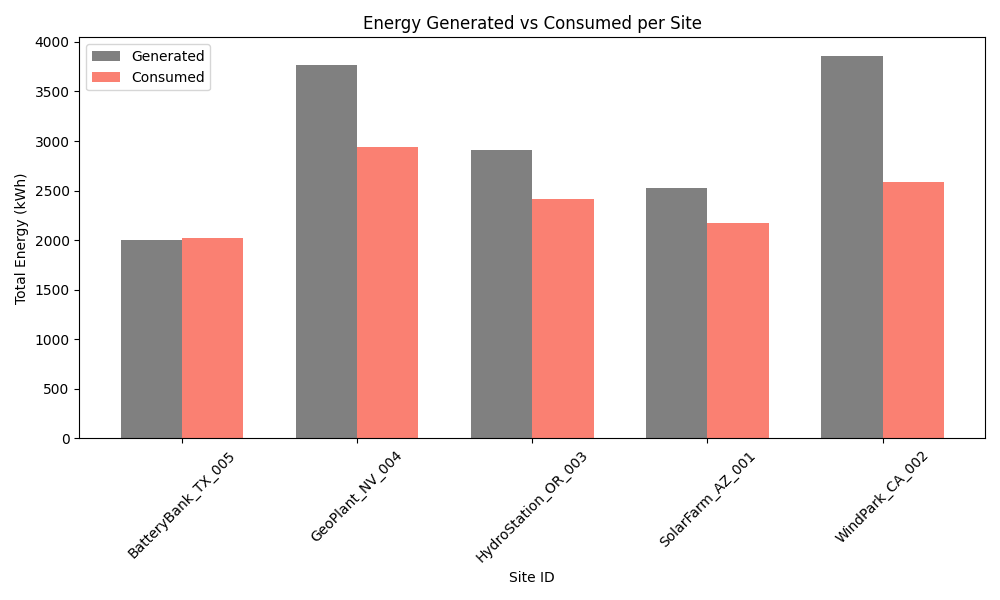 Energy Generated vs Consumed per Site
Generated
Consumed
Total Energy (kWh)
4000
3500
3000
2500
2000
1500
1000
500
0
BatteryBank_TX_005
GeoPlant_NV_004
HydroStation_OR_003
SolarFarm_AZ_001
WindPark_CA_002
Site ID